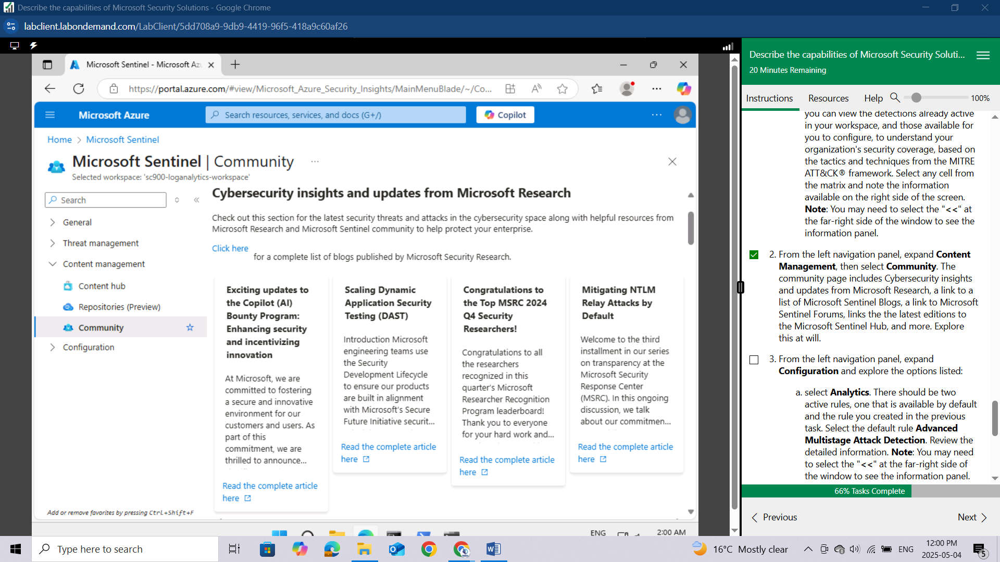 Describe the capabilities of Microsoft Security Solutions - Google Chrome
labclient.labondemand.com/LabClient/5dd708a9-9db9-4419-96f5-418a9c60af26
Microsoft Sentinel - Microsoft Az
https://portal.azure.com/#view/Microsoft_Azure_Security_Insights/MainMenuBlade/~/Co...
Microsoft Azure
Search resources, services, and docs (G+/)
Copilot
Home > Microsoft Sentinel
Microsoft Sentinel | Community ...
Selected workspace: 'sc900-loganalytics-workspace'
Search
General
Threat management
Content management
Content hub
Repositories (Preview)
Community
Configuration
Add or remove favorites by pressing Ctrl+Shift+F
Cybersecurity insights and updates from Microsoft Research
Check out this section for the latest security threats and attacks in the cybersecurity space along with helpful resources from
Microsoft Research and Microsoft Sentinel community to help protect your enterprise.
Click here
for a complete list of blogs published by Microsoft Security Research.
Exciting updates to
the Copilot (AI)
Bounty Program:
Enhancing security
and incentivizing
innovation
At Microsoft, we are
committed to fostering
a secure and innovative
environment for our
customers and users. As
part of this
commitment, we are
thrilled to announce...
Read the complete article
here
Scaling Dynamic
Application Security
Testing (DAST)
Introduction Microsoft
engineering teams use
the Security
Development Lifecycle
to ensure our products
are built in alignment
with Microsoft's Secure
Future Initiative securit...
Read the complete article
here
Congratulations to
the Top MSRC 2024
Q4 Security
Researchers!
Congratulations to all
the researchers
recognized in this
quarter's Microsoft
Researcher Recognition
Program leaderboard!
Thank you to everyone
for your hard work and...
Read the complete article
here
Mitigating NTLM
Relay Attacks by
Default
Welcome to the third
installment in our series
on transparency at the
Microsoft Security
Response Center
(MSRC). In this ongoing
discussion, we talk
about our commitmen...
Read the complete article
here
ENG
2:00 AM
Describe the capabilities of Microsoft Security Soluti...
20 Minutes Remaining
Instructions Resources Help 100%
you can view the detections already active
in your workspace, and those available for
you to configure, to understand your
organization's security coverage, based on
the tactics and techniques from the MITRE
ATT&CK® framework. Select any cell from
the matrix and note the information
available on the right side of the screen.
Note: You may need to select the "<<" at
the far-right side of the window to see the
information panel.
2. From the left navigation panel, expand Content
Management, then select Community. The
community page includes Cybersecurity insights
and updates from Microsoft Research, a link to a
list of Microsoft Sentinel Blogs, a link to Microsoft
Sentinel Forums, links the the latest editions to
the Microsoft Sentinel Hub, and more. Explore
this at will.
3. From the left navigation panel, expand
Configuration and explore the options listed:
a. select Analytics. There should be two
active rules, one that is available by default
and the rule you created in the previous
task. Select the default rule Advanced
Multistage Attack Detection. Review the
detailed information. Note: You may need
to select the "<<" at the far-right side of
the window to see the information panel.
66% Tasks Complete
Previous
Next
Type here to search
16°C Mostly clear
ENG
12:00 PM
2025-05-04
5